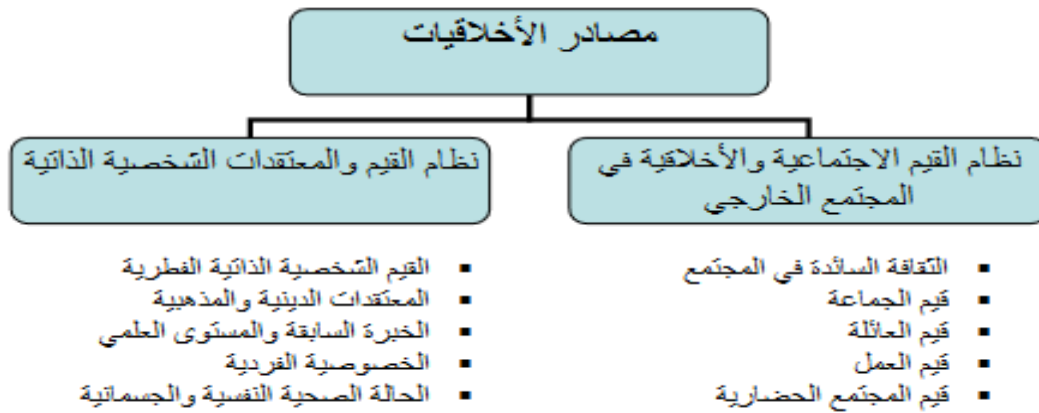 مصادر الأخلاقيات
نظام القيم الاجتماعية والأخلاقية في
المجتمع الخارجي
▪ الثقافة السائدة في المجتمع
▪ قيم الجماعة
▪ قيم العائلة
▪ قيم العمل
▪ قيم المجتمع الحضارية
نظام القيم والمعتقدات الشخصية الذاتية
▪ القيم الشخصية الذاتية الفطرية
▪ المعتقدات الدينية والمذهبية
▪ الخبرة السابقة والمستوى العلمي
▪ الخصوصية الفردية
▪ الحالة الصحية النفسية والجسمانية